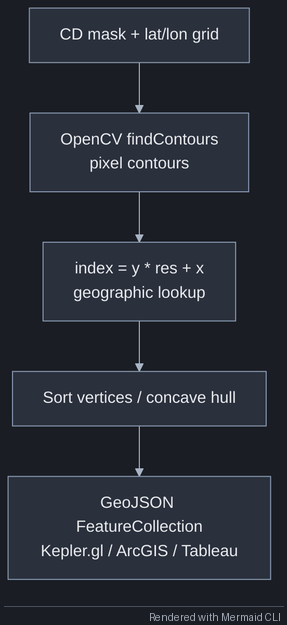 CD mask + lat/lon grid
OpenCV findContours
pixel contours
index = y * res + x
geographic lookup
Sort vertices / concave hull
GeoJSON
FeatureCollection
Kepler.gl / ArcGIS / Tableau
Rendered with Mermaid CLI